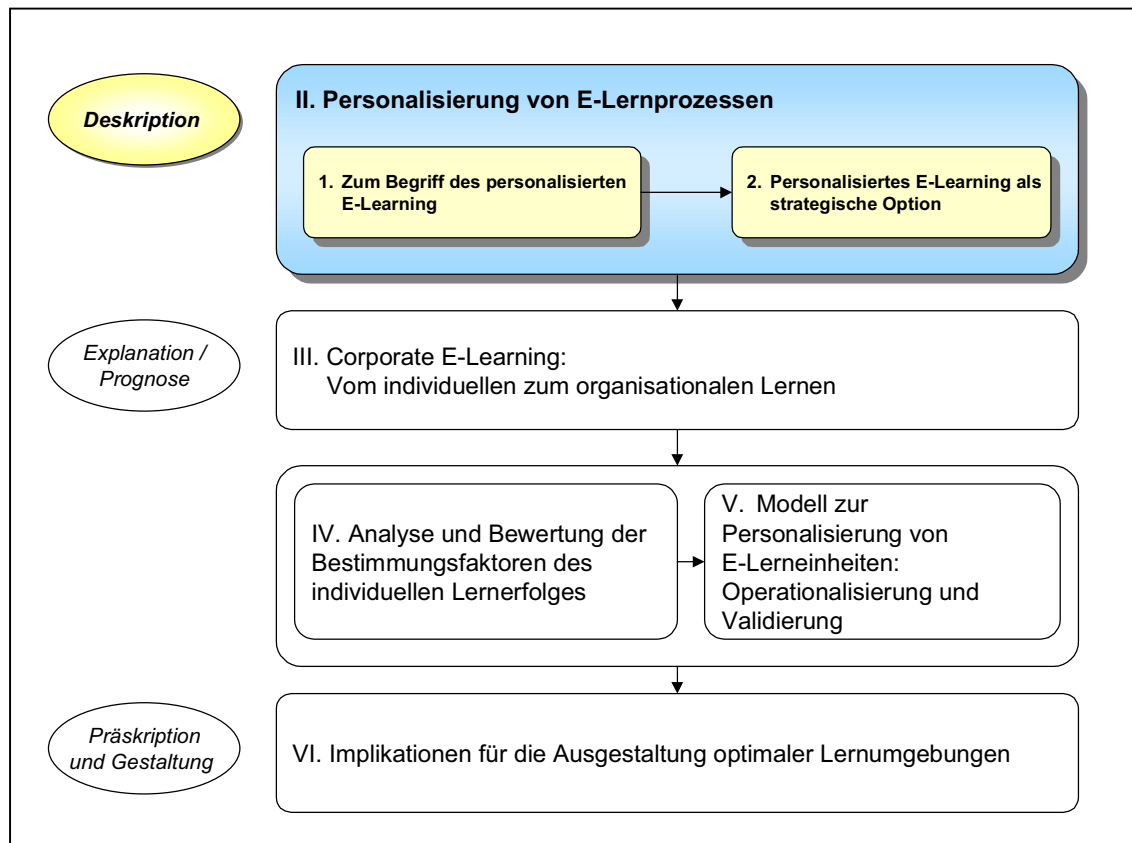 Deskription
II. Personalisierung von E-Lernprozessen
1. Zum Begriff des personalisierten
E-Learning
2. Personalisiertes E-Learning als
strategische Option
Explanation /
Prognose
III. Corporate E-Learning:
Vom individuellen zum organisationalen Lernen
IV. Analyse und Bewertung der
Bestimmungsfaktoren des
individuellen Lernerfolges
V. Modell zur
Personalisierung von
E-Lerneinheiten:
Operationalisierung und
Validierung
Präskription
und Gestaltung
VI. Implikationen für die Ausgestaltung optimaler Lernumgebungen